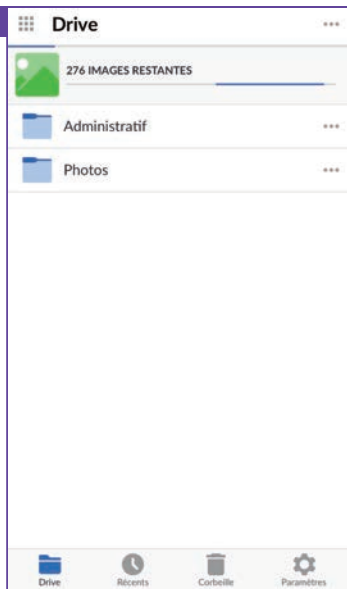 Drive
276 IMAGES RESTANTES
Administratif
Photos
Drive Récents Corbeille Paramètres